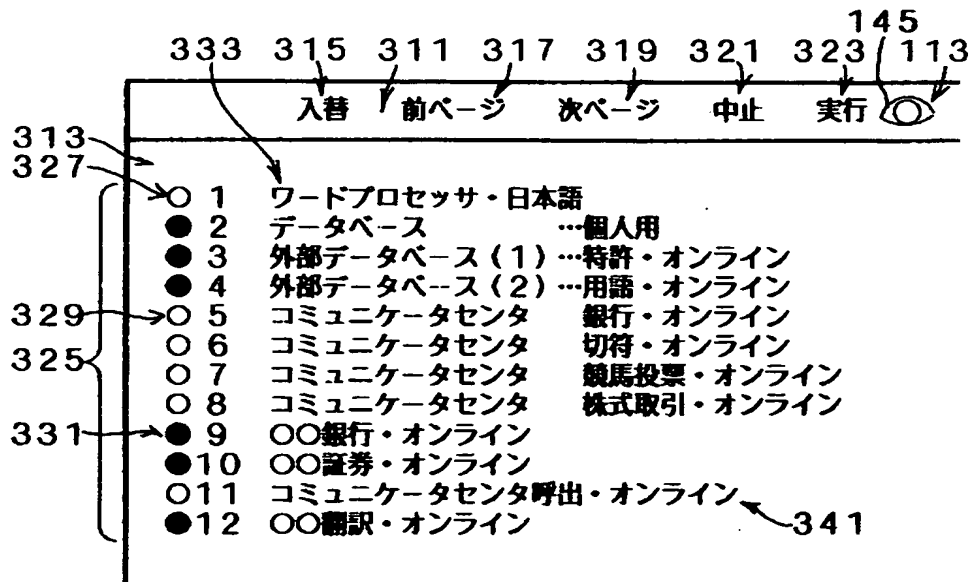 145
333 315 311 317 319 321 323 113
入替 前ページ 次ページ 中止 実行
313
327
○ 1 ワードプロセッサ・日本語
● 2 データベース …個人用
● 3 外部データベース(1)…特許・オンライン
● 4 外部データベース(2)…用語・オンライン
329 ○ 5 コミュニケータセンタ 銀行・オンライン
○ 6 コミュニケータセンタ 切符・オンライン
325
○ 7 コミュニケータセンタ 競馬投票・オンライン
○ 8 コミュニケータセンタ 株式取引・オンライン
331 ● 9 ○○銀行・オンライン
●10 ○○証券・オンライン
○11 コミュニケータセンタ呼出・オンライン
●12 ○○翻訳・オンライン
341